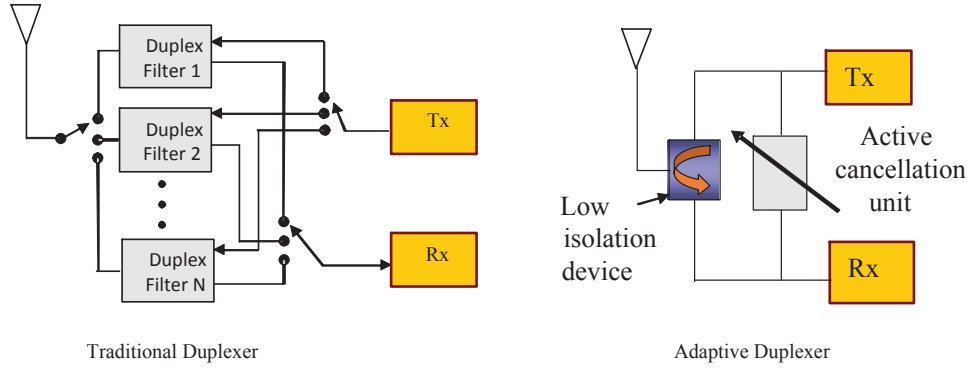 Duplex
Filter 1
Duplex
Filter 2
Duplex
Filter N
Tx
Rx
Traditional Duplexer
Tx
Active
cancellation
unit
Low
isolation
device
Rx
Adaptive Duplexer